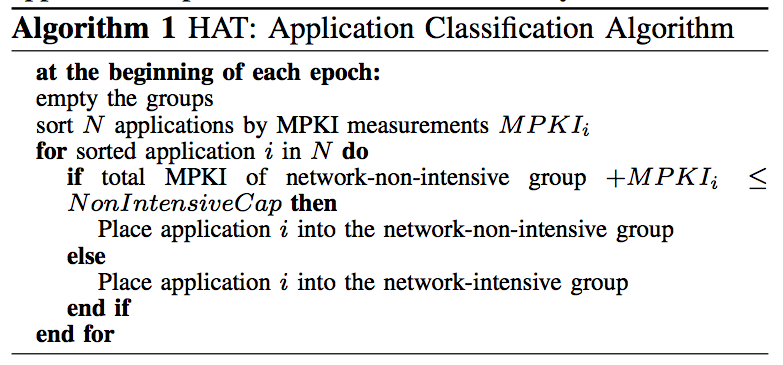 Algorithm 1 HAT: Application Classification Algorithm
at the beginning of each epoch:
empty the groups
sort N applications by MPKI measurements MPKI_i
for sorted application i in N do
if total MPKI of network-non-intensive group +MPKI_i ≤
NonIntensiveCap then
Place application i into the network-non-intensive group
else
Place application i into the network-intensive group
end if
end for